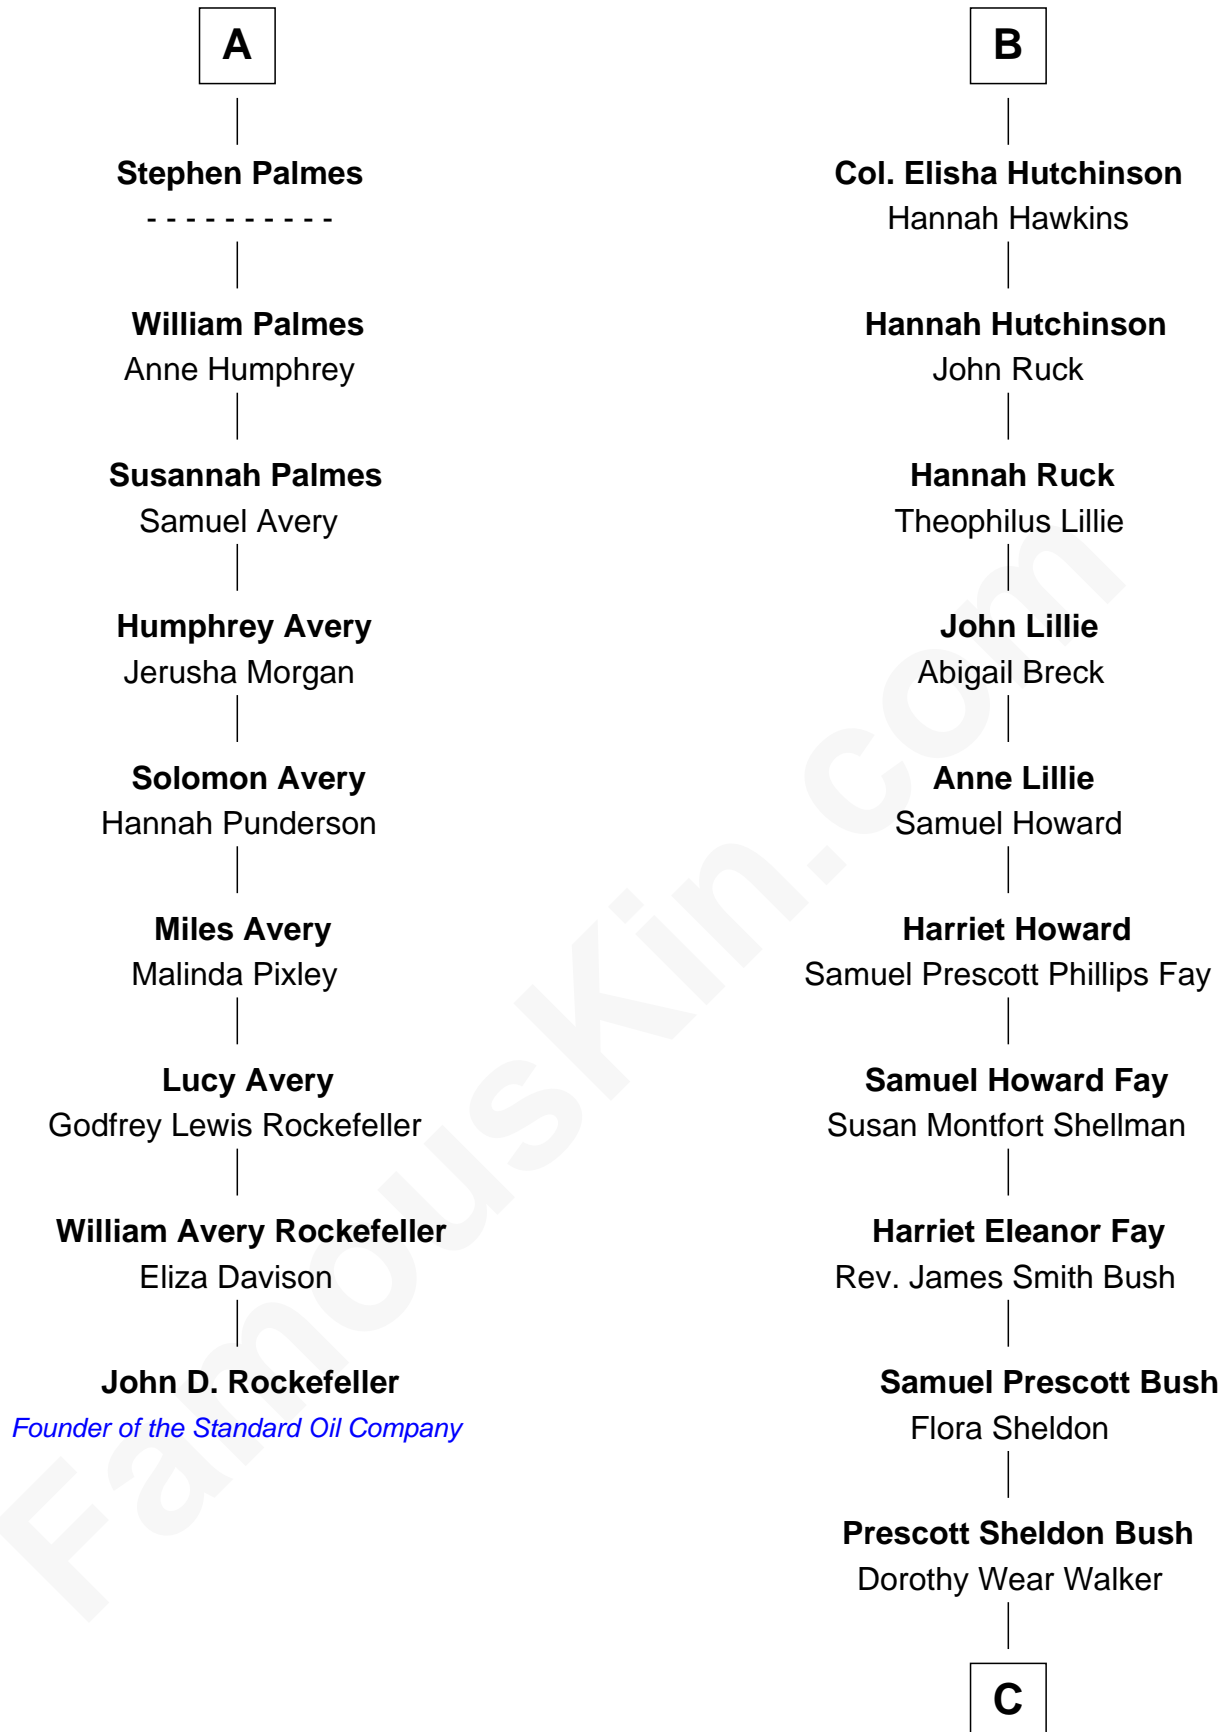 A
Stephen Palmes
- - - - - - - - - -
William Palmes
Anne Humphrey
Susannah Palmes
Samuel Avery
Humphrey Avery
Jerusha Morgan
Solomon Avery
Hannah Punderson
Miles Avery
Malinda Pixley
Lucy Avery
Godfrey Lewis Rockefeller
William Avery Rockefeller
Eliza Davison
John D. Rockefeller
Founder of the Standard Oil Company
B
Col. Elisha Hutchinson
Hannah Hawkins
Hannah Hutchinson
John Ruck
Hannah Ruck
Theophilus Lillie
John Lillie
Abigail Breck
Anne Lillie
Samuel Howard
Harriet Howard
Samuel Prescott Phillips Fay
Samuel Howard Fay
Susan Montfort Shellman
Harriet Eleanor Fay
Rev. James Smith Bush
Samuel Prescott Bush
Flora Sheldon
Prescott Sheldon Bush
Dorothy Wear Walker
C
FamousKin.com